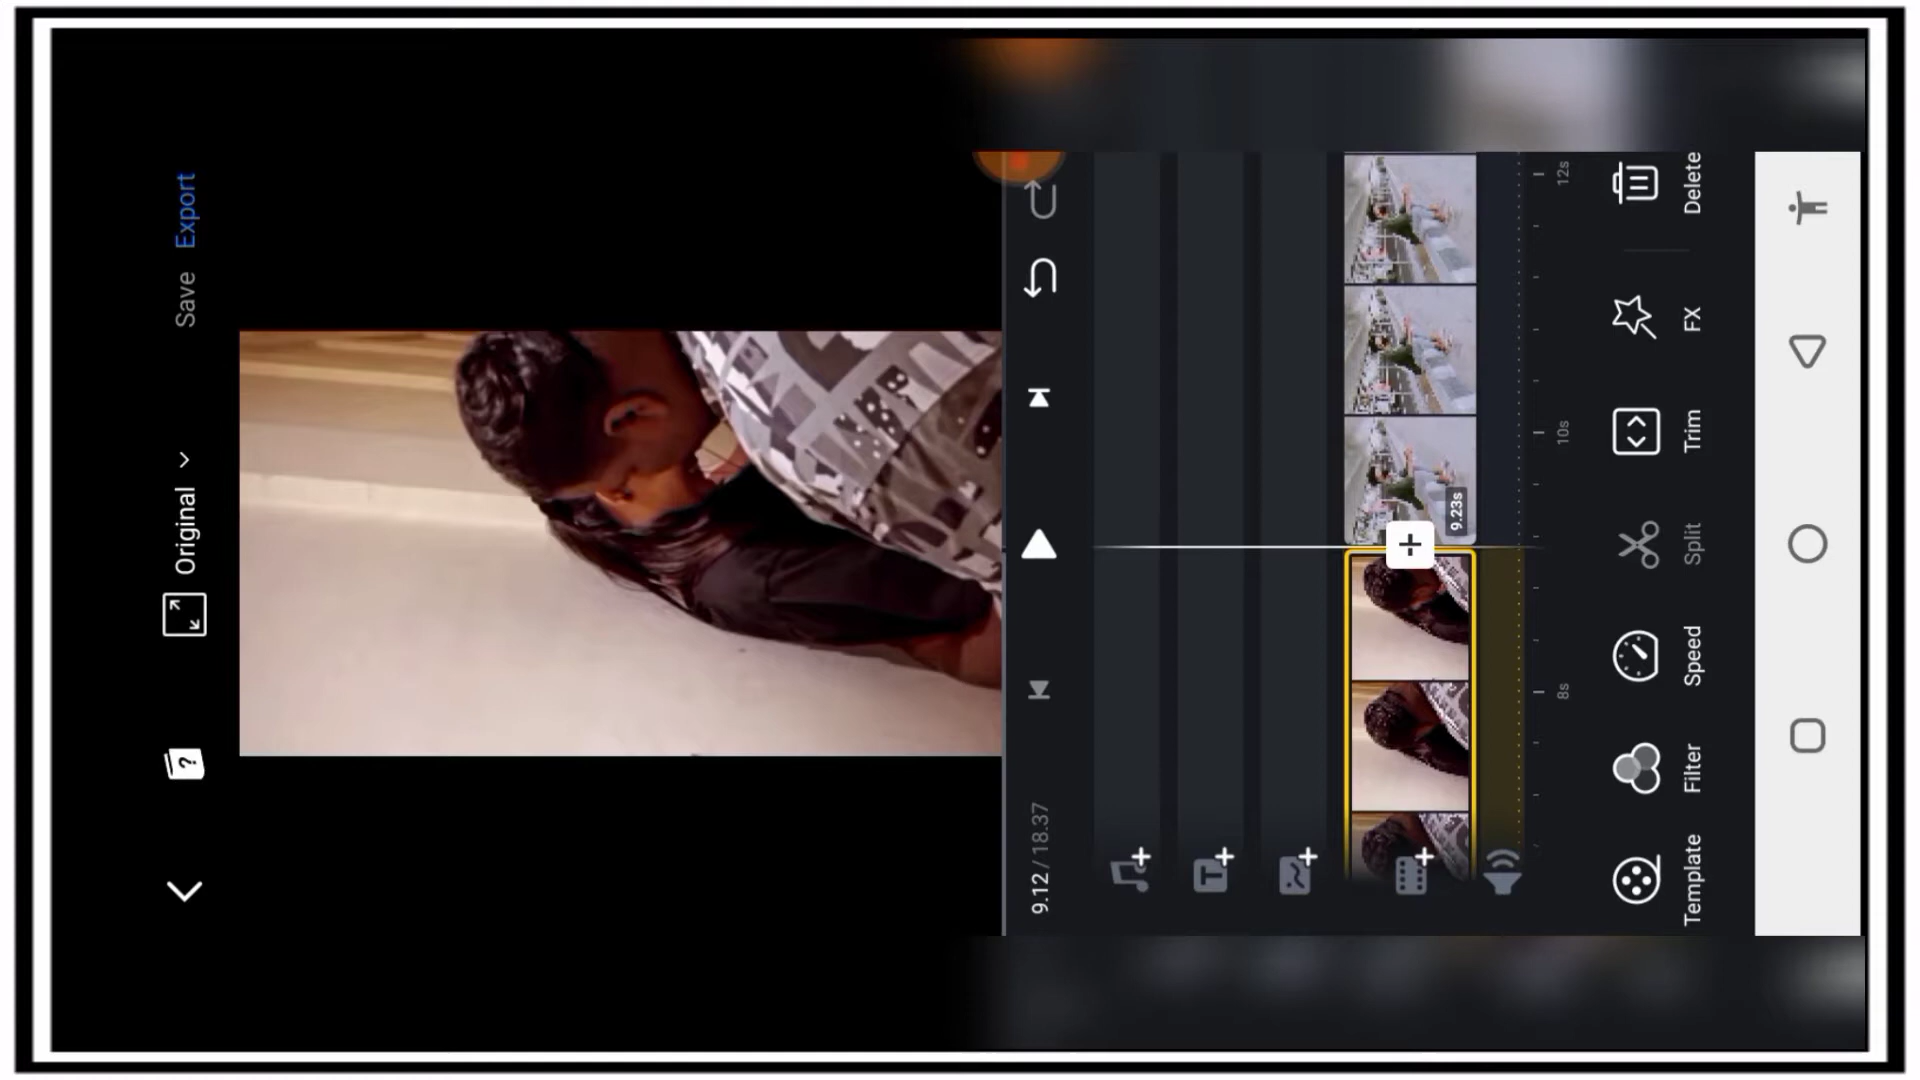 Original
Save
Export
9.12 / 18.37
9.23s
8s
10s
12s
Template
Filter
Speed
Split
Trim
FX
Delete